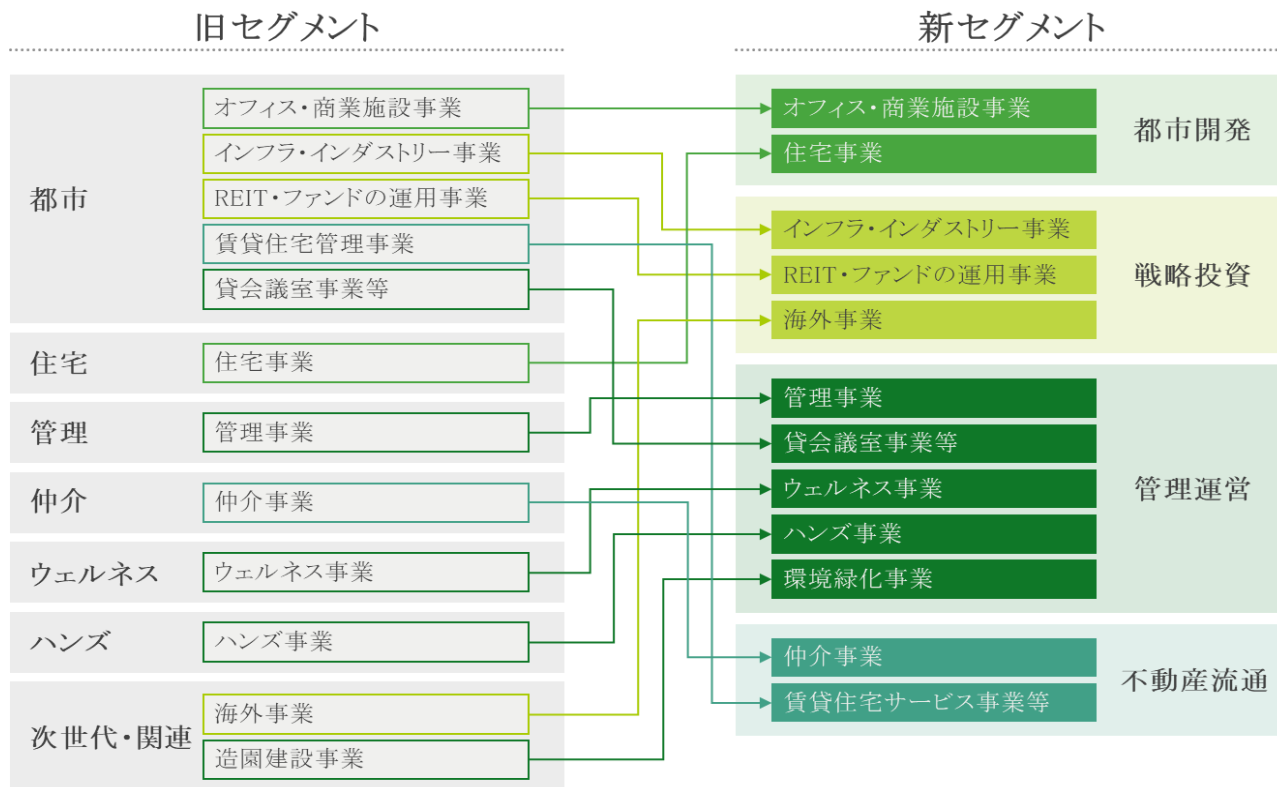 旧セグメント
都市
オフィス・商業施設事業
インフラ・インダストリー事業
REIT・ファンドの運用事業
賃貸住宅管理事業
貸会議室事業等
住宅
住宅事業
管理
管理事業
仲介
仲介事業
ウェルネス
ウェルネス事業
ハンズ
ハンズ事業
次世代・関連
海外事業
造園建設事業
新セグメント
オフィス・商業施設事業
住宅事業
都市開発
インフラ・インダストリー事業
REIT・ファンドの運用事業
海外事業
戦略投資
管理事業
貸会議室事業等
ウェルネス事業
ハンズ事業
環境緑化事業
管理運営
仲介事業
賃貸住宅サービス事業等
不動産流通